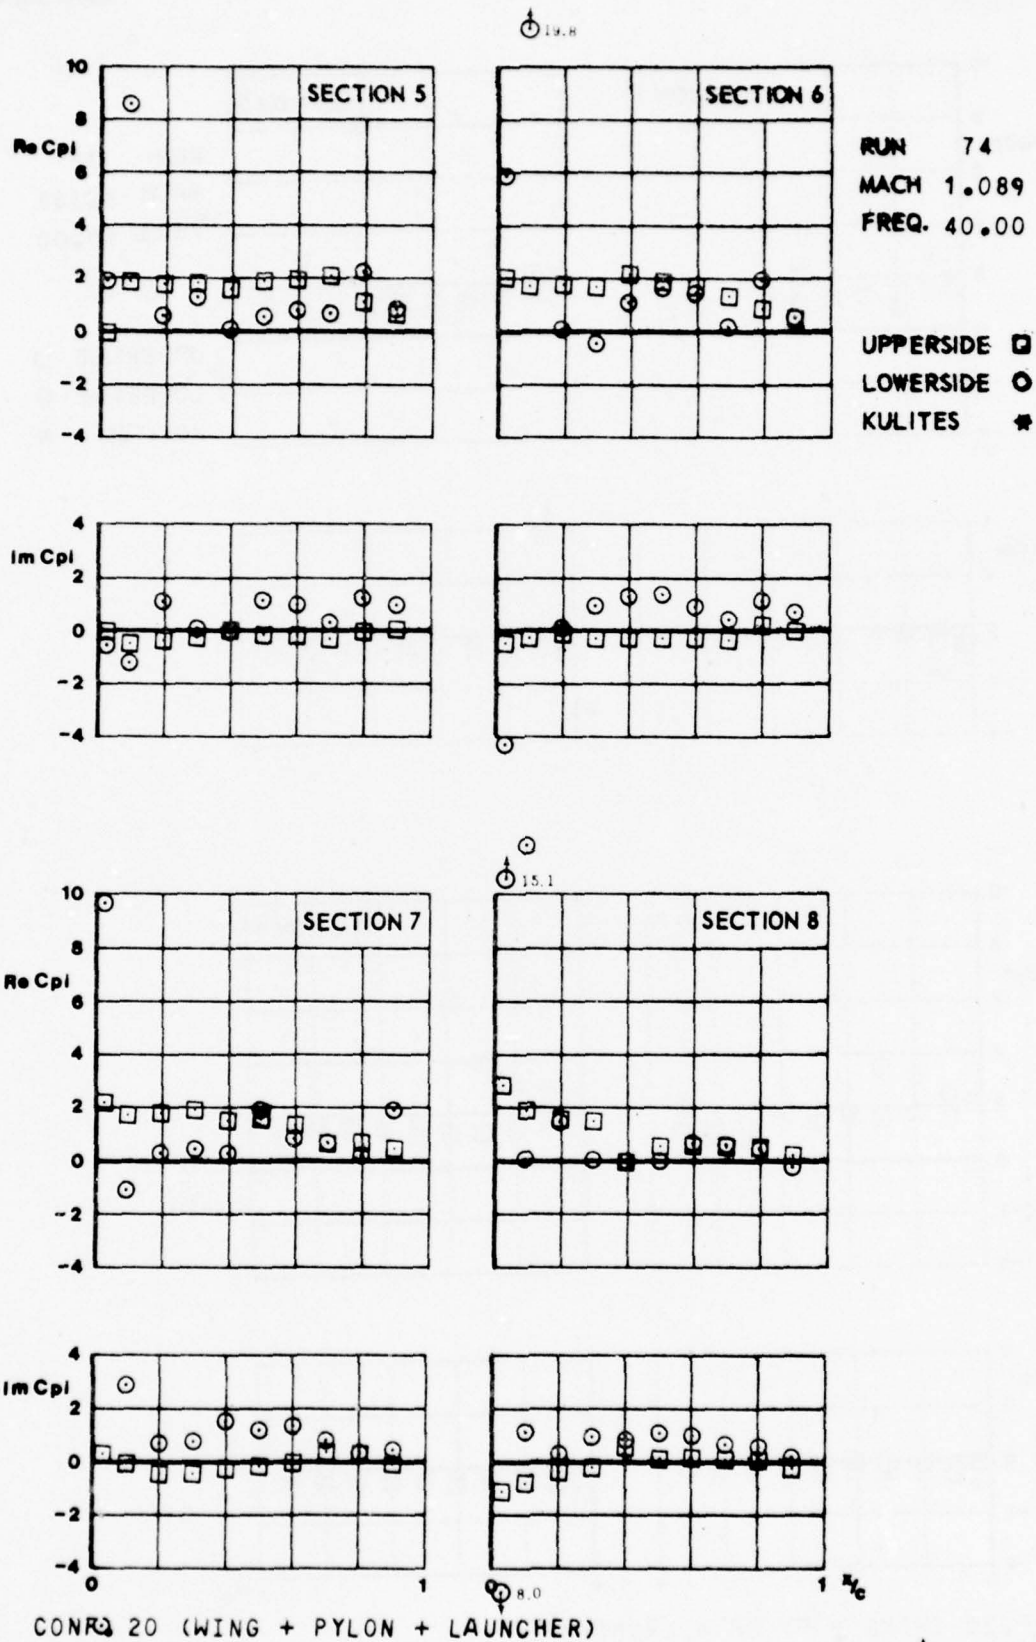 19.8
10
8
6
4
2
0
-2
-4
Re Cpi
SECTION 5
SECTION 6
RUN 74
MACH 1.089
FREQ. 40.00
UPPERSIDE
LOWERSIDE
KULITES
4
2
0
-2
-4
Im Cpi
15.1
10
8
6
4
2
0
-2
-4
Re Cpi
SECTION 7
SECTION 8
4
2
0
-2
-4
Im Cpi
0 1
0 1 x/c
8.0
20 (WING + PYLON + LAUNCHER)